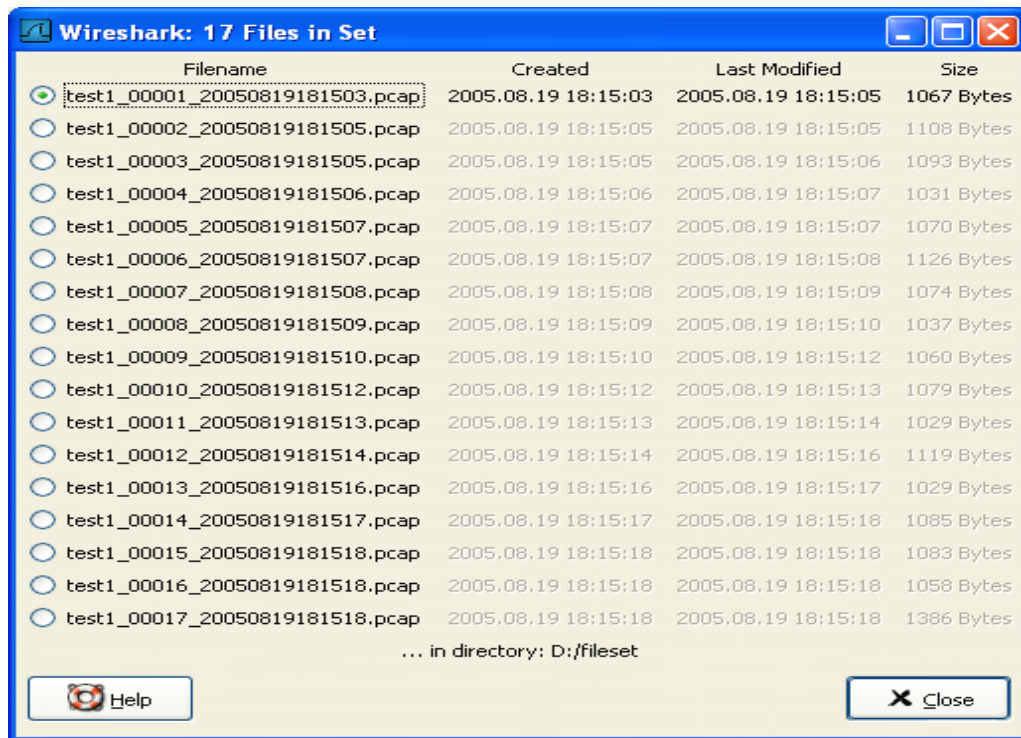 Wireshark: 17 Files in Set
Filename Created Last Modified Size
test1_00001_20050819181503.pcap 2005.08.19 18:15:03 2005.08.19 18:15:05 1067 Bytes
test1_00002_20050819181505.pcap 2005.08.19 18:15:05 2005.08.19 18:15:05 1108 Bytes
test1_00003_20050819181505.pcap 2005.08.19 18:15:05 2005.08.19 18:15:06 1093 Bytes
test1_00004_20050819181506.pcap 2005.08.19 18:15:06 2005.08.19 18:15:07 1031 Bytes
test1_00005_20050819181507.pcap 2005.08.19 18:15:07 2005.08.19 18:15:07 1070 Bytes
test1_00006_20050819181507.pcap 2005.08.19 18:15:07 2005.08.19 18:15:08 1126 Bytes
test1_00007_20050819181508.pcap 2005.08.19 18:15:08 2005.08.19 18:15:09 1074 Bytes
test1_00008_20050819181509.pcap 2005.08.19 18:15:09 2005.08.19 18:15:10 1037 Bytes
test1_00009_20050819181510.pcap 2005.08.19 18:15:10 2005.08.19 18:15:12 1060 Bytes
test1_00010_20050819181512.pcap 2005.08.19 18:15:12 2005.08.19 18:15:13 1079 Bytes
test1_00011_20050819181513.pcap 2005.08.19 18:15:13 2005.08.19 18:15:14 1029 Bytes
test1_00012_20050819181514.pcap 2005.08.19 18:15:14 2005.08.19 18:15:16 1119 Bytes
test1_00013_20050819181516.pcap 2005.08.19 18:15:16 2005.08.19 18:15:17 1029 Bytes
test1_00014_20050819181517.pcap 2005.08.19 18:15:17 2005.08.19 18:15:18 1085 Bytes
test1_00015_20050819181518.pcap 2005.08.19 18:15:18 2005.08.19 18:15:18 1083 Bytes
test1_00016_20050819181518.pcap 2005.08.19 18:15:18 2005.08.19 18:15:18 1058 Bytes
test1_00017_20050819181518.pcap 2005.08.19 18:15:18 2005.08.19 18:15:18 1386 Bytes
... in directory: D:/fileset
Help Close